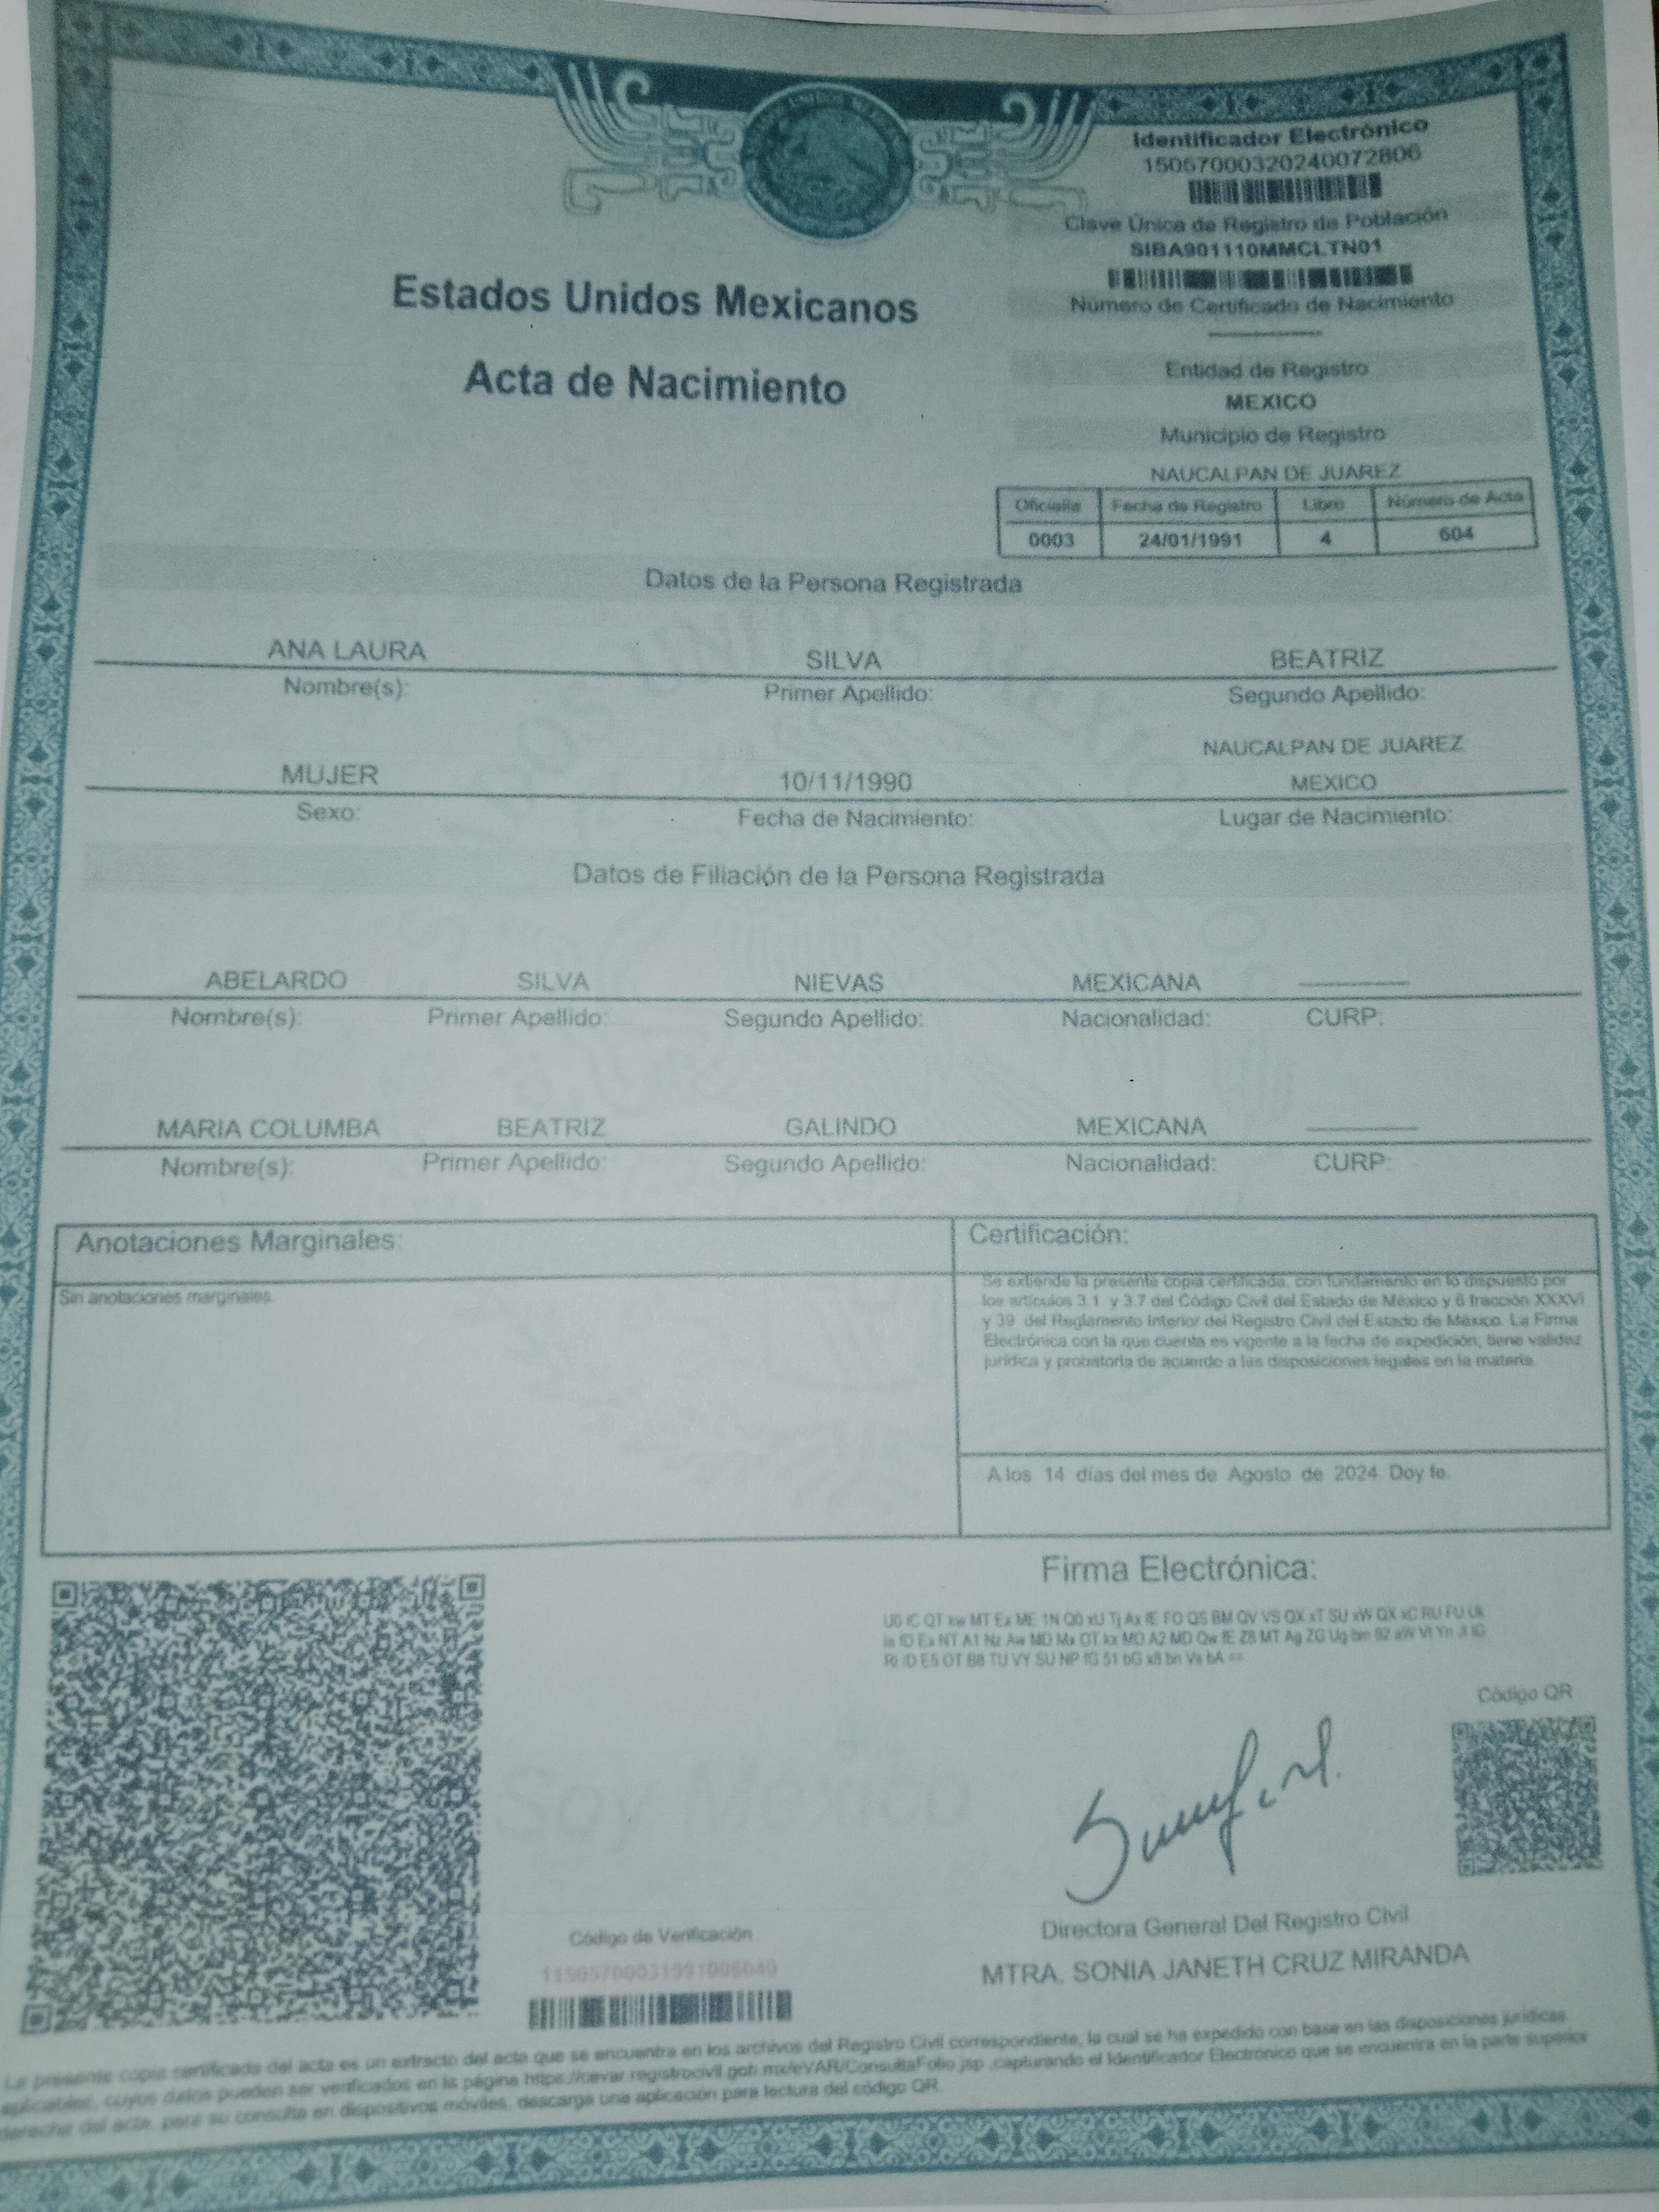 Identificador Electrónico
15057000320240072806
Clave Única de Registro de Población
SIBA901110MMCLTN01
Número de Certificado de Nacimiento
Estados Unidos Mexicanos
Acta de Nacimiento
Entidad de Registro
MEXICO
Municipio de Registro
NAUCALPAN DE JUAREZ
Oficialia Fecha de Registro Libro Número de Acta
0003 24/01/1991 4 604
Datos de la Persona Registrada
ANA LAURA SILVA BEATRIZ
Nombre(s): Primer Apellido: Segundo Apellido:
NAUCALPAN DE JUAREZ
MUJER 10/11/1990 MEXICO
Sexo: Fecha de Nacimiento: Lugar de Nacimiento:
Datos de Filiación de la Persona Registrada
ABELARDO SILVA NIEVAS MEXICANA
Nombre(s): Primer Apellido: Segundo Apellido: Nacionalidad: CURP:
MARIA COLUMBA BEATRIZ GALINDO MEXICANA
Nombre(s): Primer Apellido: Segundo Apellido: Nacionalidad: CURP:
Anotaciones Marginales:
Sin anotaciones marginales.
Certificación:
Se extiende la presente copia certificada, con fundamento en lo dispuesto por
los artículos 3.1 y 3.7 del Código Civil del Estado de México y 6 fracción XXXVI
y 39 del Reglamento Interior del Registro Civil del Estado de México. La Firma
Electrónica con la que cuenta es vigente a la fecha de expedición; tiene validez
jurídica y probatoria de acuerdo a las disposiciones legales en la materia.
A los 14 días del mes de Agosto de 2024. Doy fe.
Firma Electrónica:
Código QR
Soy México
Directora General Del Registro Civil
MTRA. SONIA JANETH CRUZ MIRANDA
Código de Verificación
La presente copia certificada del acta es un extracto del acta que se encuentra en los archivos del Registro Civil correspondiente, la cual se ha expedido con base en las disposiciones jurídicas
aplicables, cuyos datos pueden ser verificados en la página https://cevar.registrocivil.gob.mx/eVAR/ConsultaFolio.jsp ,capturando el Identificador Electrónico que se encuentra en la parte superior
derecha del acta. para su consulta en dispositivos móviles, descarga una aplicación para lectura del código QR.